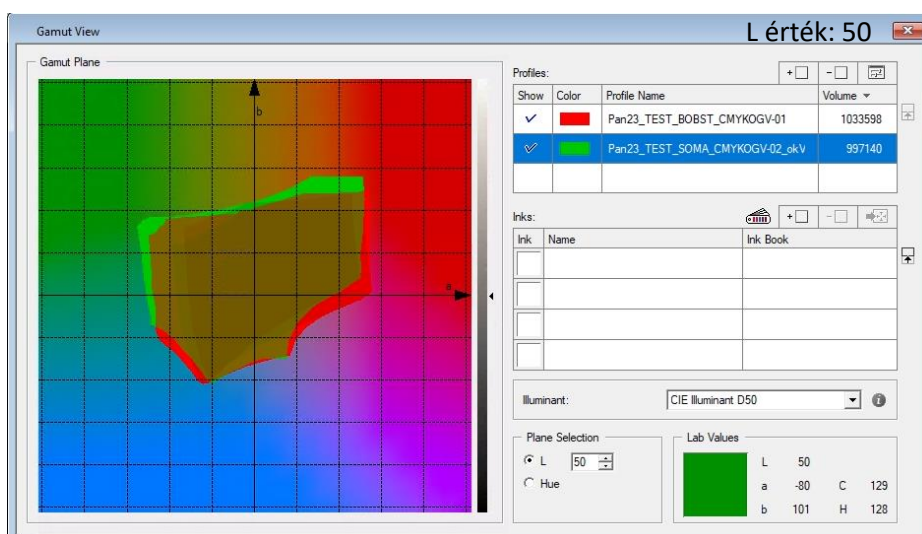 Gamut View
L érték: 50
Gamut Plane
b
a
Profiles:
Show Color Profile Name Volume
Pan23_TEST_BOBST_CMYKOGV-01 1033598
Pan23_TEST_SOMA_CMYKOGV-02_okV 997140
Inks:
Ink Name Ink Book
Illuminant: CIE Illuminant D50
Plane Selection
L 50
Hue
Lab Values
L 50
a -80 C 129
b 101 H 128